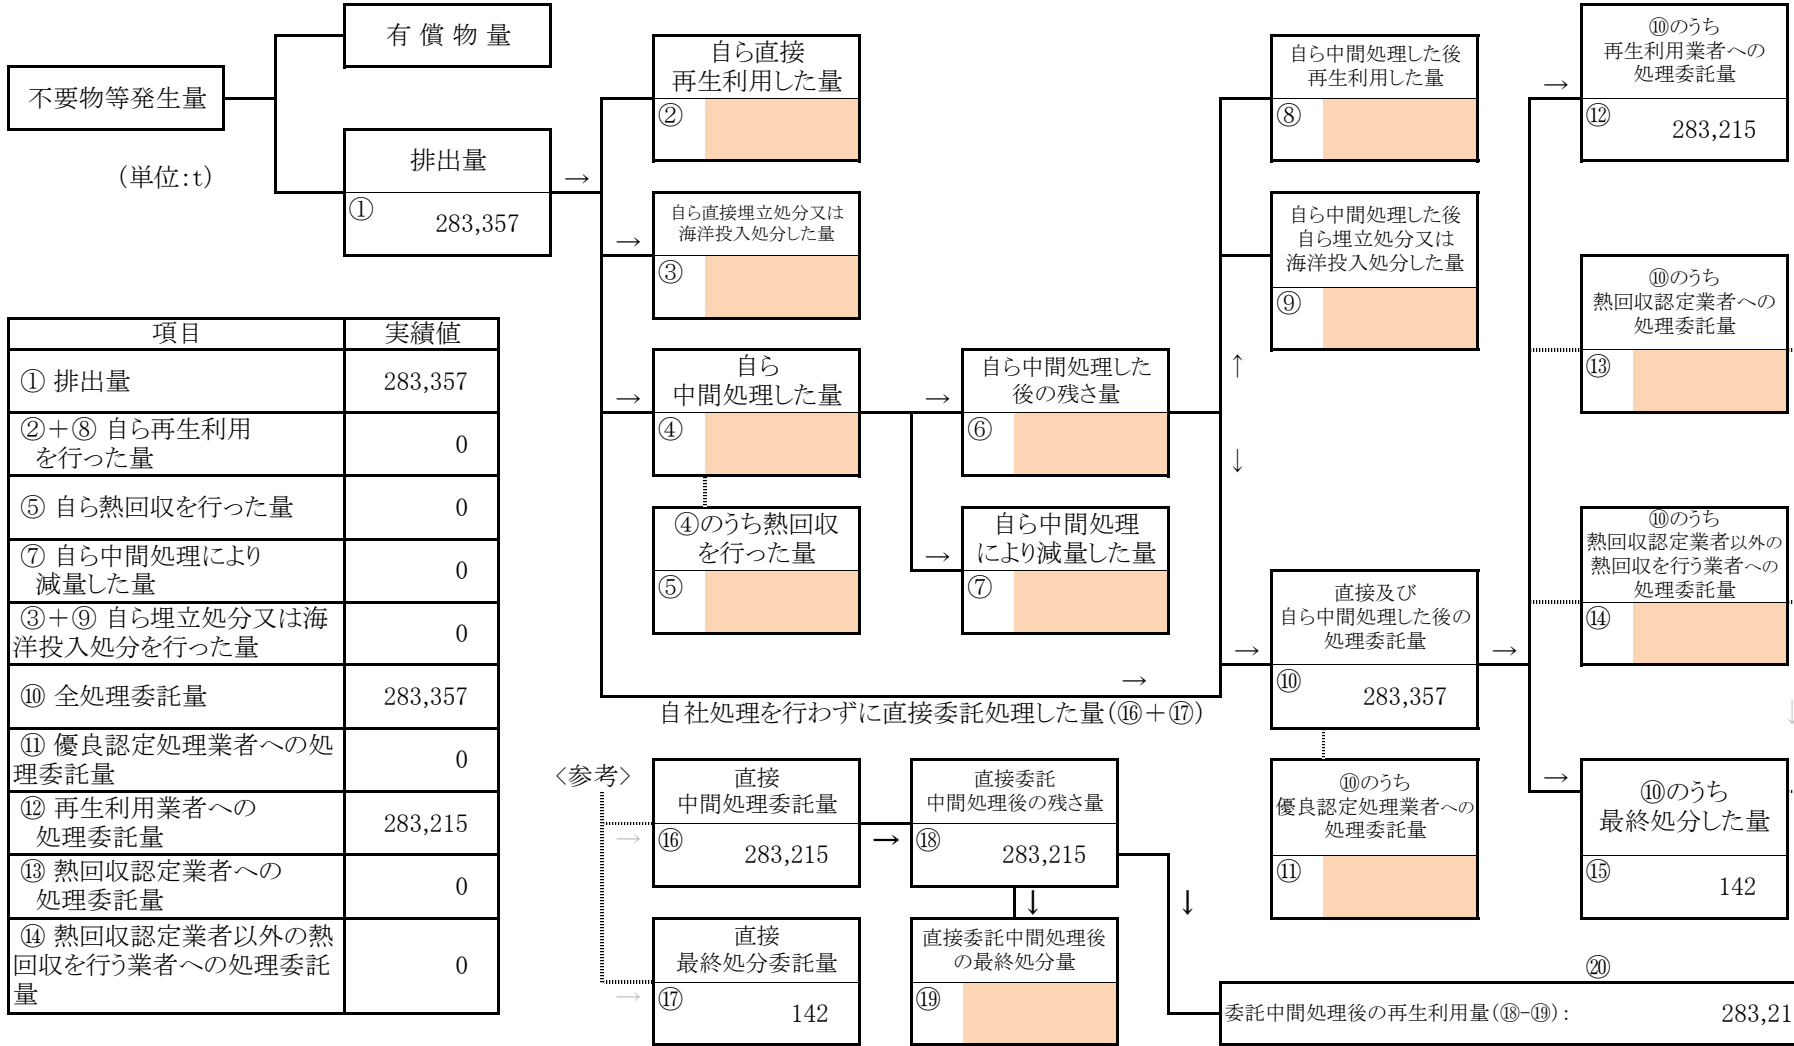 不要物等発生量
(単位:t)
有 償 物 量
排出量
①
283,357
→
自ら直接
再生利用した量
②
→
自ら直接埋立処分又は
海洋投入処分した量
③
→
自ら
中間処理した量
④
④のうち熱回収
を行った量
⑤
→
自ら中間処理した
後の残さ量
⑥
→
自ら中間処理
により減量した量
⑦
自ら中間処理した後
再生利用した量
⑧
自ら中間処理した後
自ら埋立処分又は
海洋投入処分した量
⑨
↑
↓
→
自社処理を行わずに直接委託処理した量(⑯+⑰)
→
直接及び
自ら中間処理した後の
処理委託量
⑩
283,357
→
⑩のうち
優良認定処理業者への
処理委託量
⑪
→
⑩のうち
再生利用業者への
処理委託量
⑫
283,215
⑩のうち
熱回収認定業者への
処理委託量
⑬
⑩のうち
熱回収認定業者以外の
熱回収を行う業者への
処理委託量
⑭
↓
→
⑩のうち
最終処分した量
⑮
142
項目 実績値
① 排出量 283,357
②+⑧ 自ら再生利用
を行った量 0
⑤ 自ら熱回収を行った量 0
⑦ 自ら中間処理により
減量した量 0
③+⑨ 自ら埋立処分又は海
洋投入処分を行った量 0
⑩ 全処理委託量 283,357
⑪ 優良認定処理業者への処
理委託量 0
⑫ 再生利用業者への
処理委託量 283,215
⑬ 熱回収認定業者への
処理委託量 0
⑭ 熱回収認定業者以外の熱
回収を行う業者への処理委託
量 0
<参考>
→
直接
中間処理委託量
⑯
283,215
→
直接委託
中間処理後の残さ量
⑱
283,215
→
直接
最終処分委託量
⑰
142
↓
直接委託中間処理後
の最終処分量
⑲
↓
⑳
委託中間処理後の再生利用量(⑱-⑲): 283,21